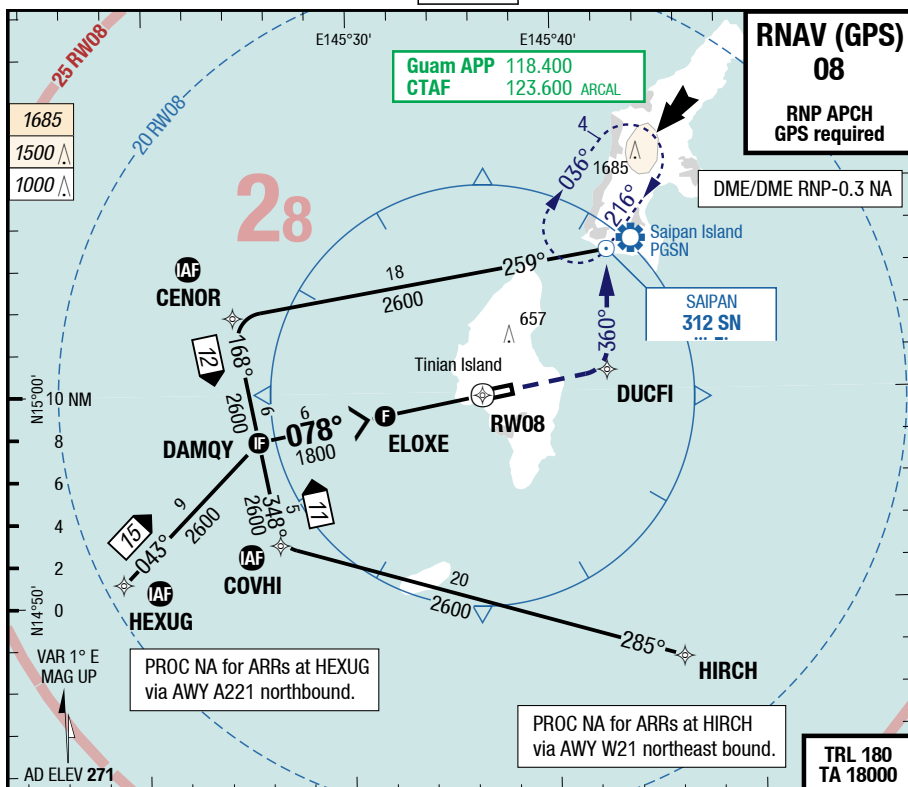 25 RW08
20 RW08
E145°30'
E145°40'
Guam APP 118.400
CTAF 123.600 ARCAL
RNAV (GPS)
08
RNP APCH
GPS required
1685
1500
1000
28
4
036°
1685
216°
DME/DME RNP-0.3 NA
Saipan Island
PGSN
IAF
CENOR
18
2600
259°
SAIPAN
312 SN
657
360°
12
168°
6
2600
Tinian Island
N15°00'
10 NM
DUCFI
RW08
6
078°
1800
F
ELOXE
DAMQY
IF
8
6
4
2
0
9
2600
15
043°
5
348°
2600
11
IAF
COVHI
IAF
HEXUG
N14°50'
20
2600
285°
HIRCH
VAR 1° E
MAG UP
PROC NA for ARRs at HEXUG
via AWY A221 northbound.
PROC NA for ARRs at HIRCH
via AWY W21 northeast bound.
AD ELEV 271
TRL 180
TA 18000